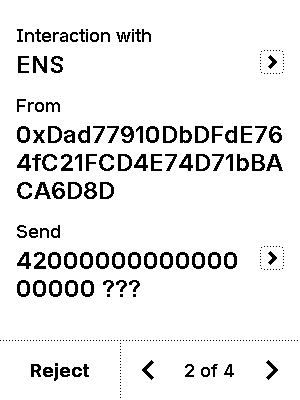 Interaction with
ENS
From
0xDad77910DbDFdE76
4fC21FCD4E74D71bBA
CA6D8D
Send
42000000000000
00000 ???
Reject
2 of 4